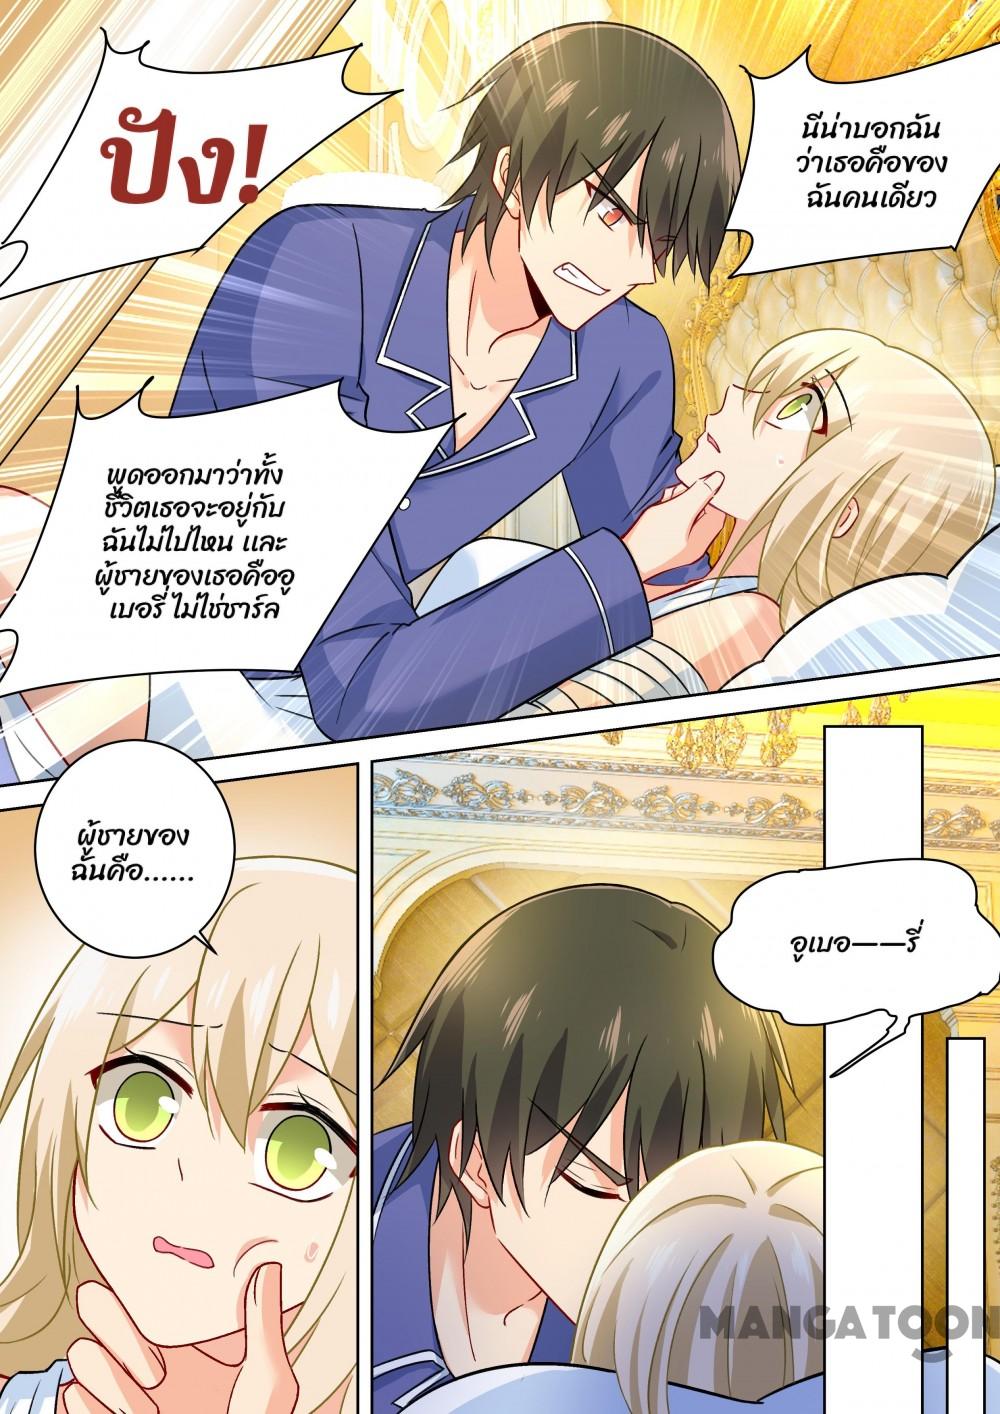 ปัง!
นีน่าบอกฉัน
ว่าเธอคือของ
ฉันคนเดียว
พูดออกมาว่าทั้ง
ชีวิตเธอจะอยู่กับ
ฉันไม่ไปไหน และ
ผู้ชายของเธอคืออู
เบอรี่ ไม่ใช่ชาร์ล
ผู้ชายของ
ฉันคือ......
อูเบอ——รี่
MANGATOON